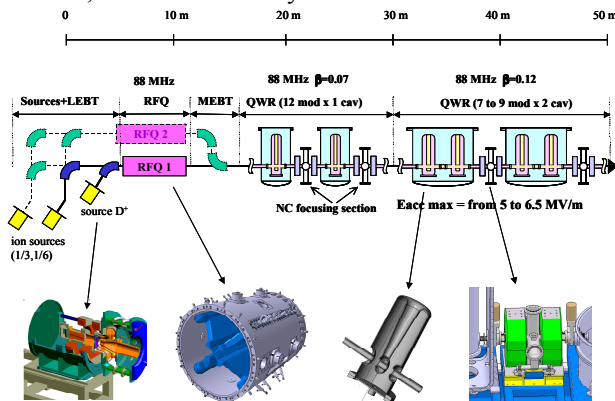 0 10 m 20 m 30 m 40 m 50 m
88 MHz 88 MHz β=0.07 88 MHz β=0.12
Sources+LEBT RFQ MEBT QWR (12 mod x 1 cav) QWR (7 to 9 mod x 2 cav)
RFQ 2
RFQ 1
source D+
NC focusing section
Eacc max = from 5 to 6.5 MV/m
ion sources
(1/3,1/6)